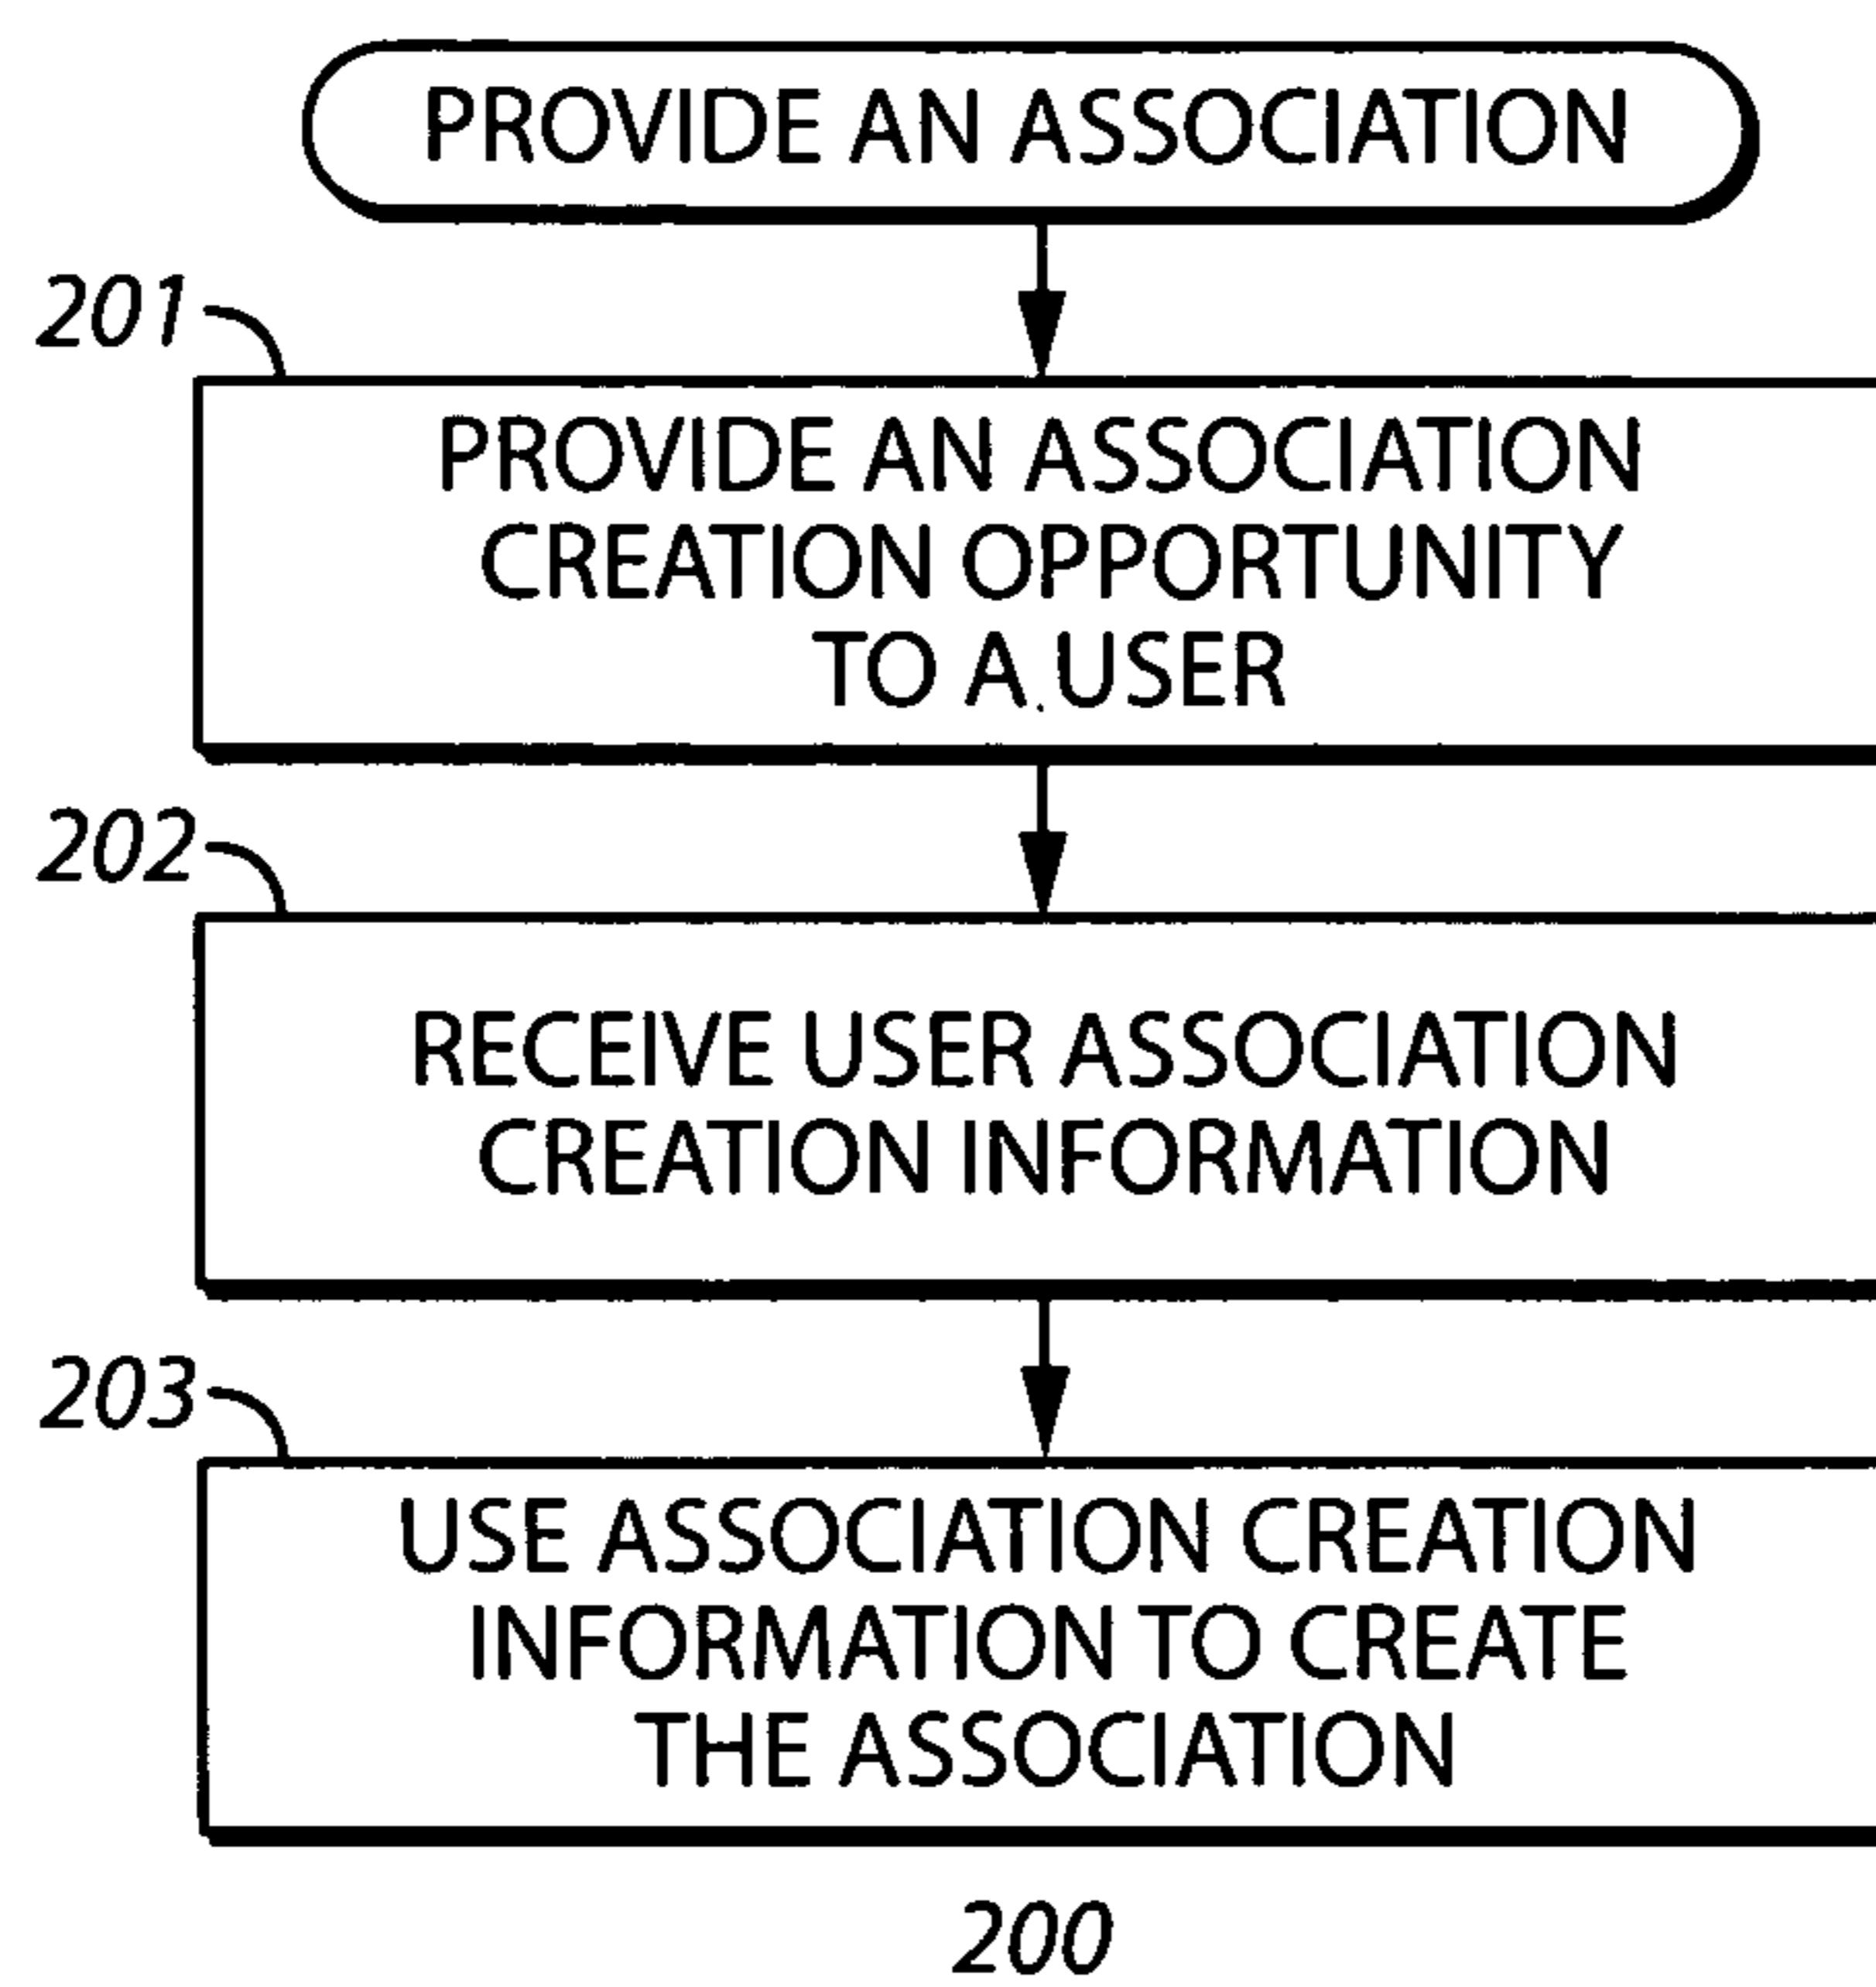 PROVIDE AN ASSOCIATION
201
PROVIDE AN ASSOCIATION
CREATION OPPORTUNITY
TO A.USER
202
RECEIVE USER ASSOCIATION
CREATION INFORMATION
203
USE ASSOCIATION CREATION
INFORMATION TO CREATE
THE ASSOCIATION
200